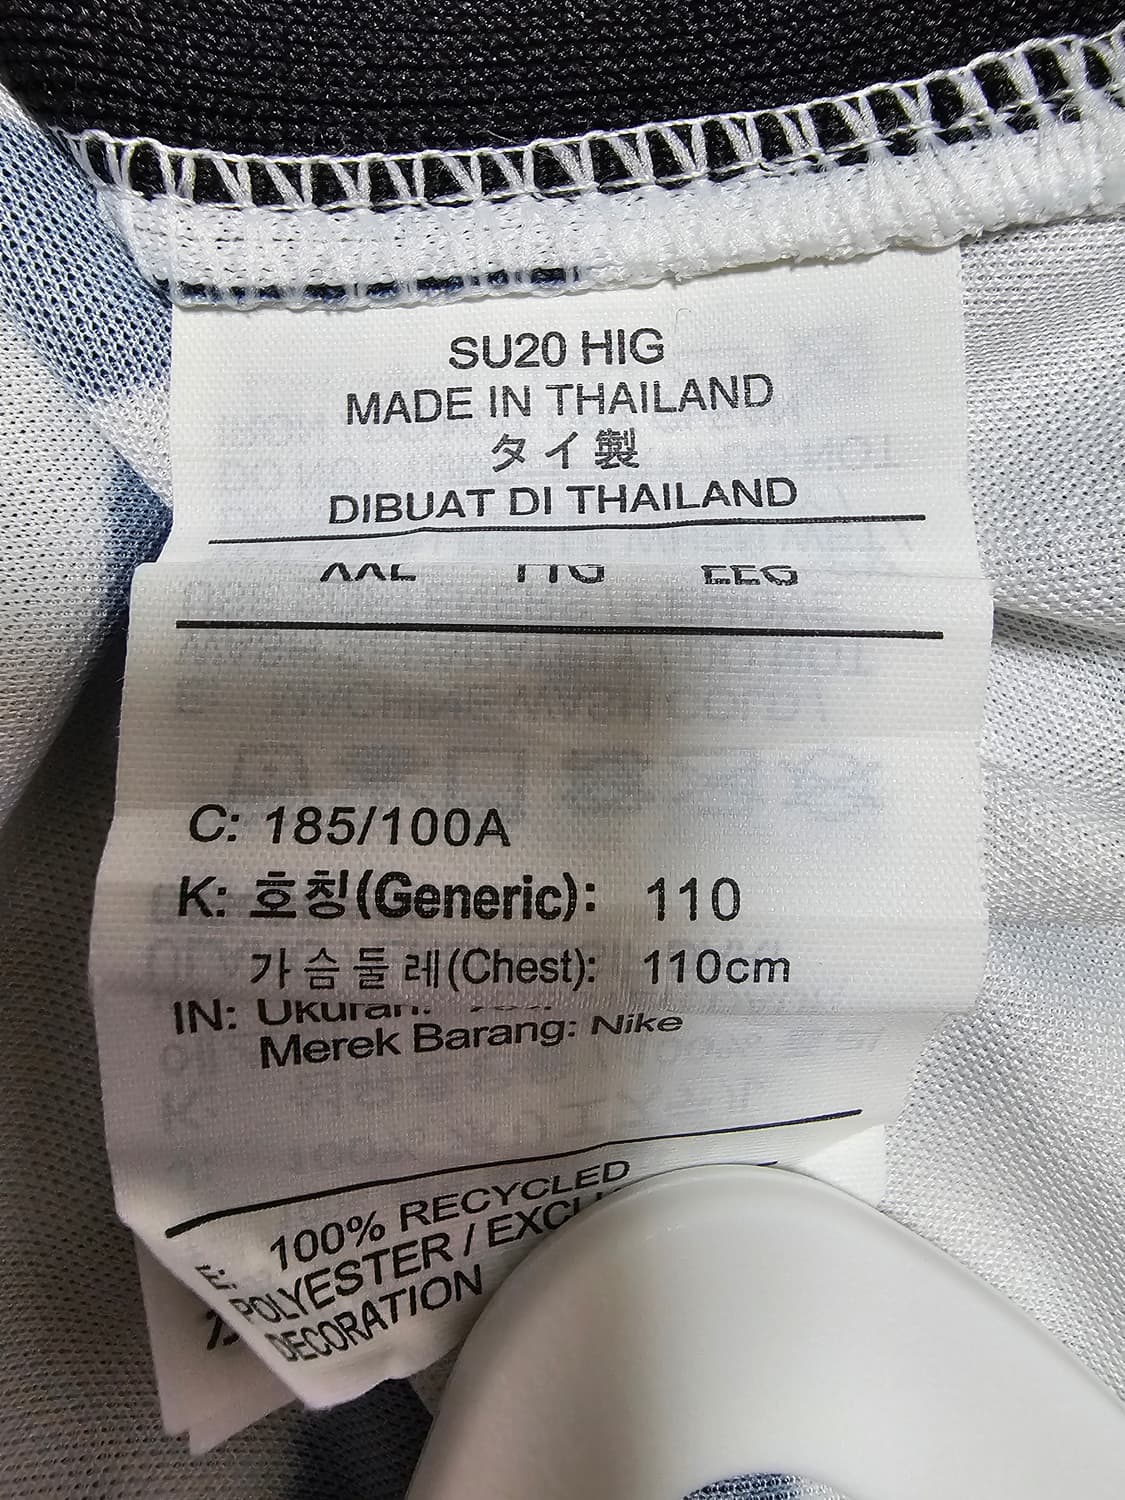 SU20 HIG
MADE IN THAILAND
タイ製
DIBUAT DI THAILAND
C: 185/100A
K: 호칭(Generic): 110
가슴둘레(Chest): 110cm
IN: Ukuran:
Merek Barang: Nike
100% RECYCLED
POLYESTER /
DECORATION